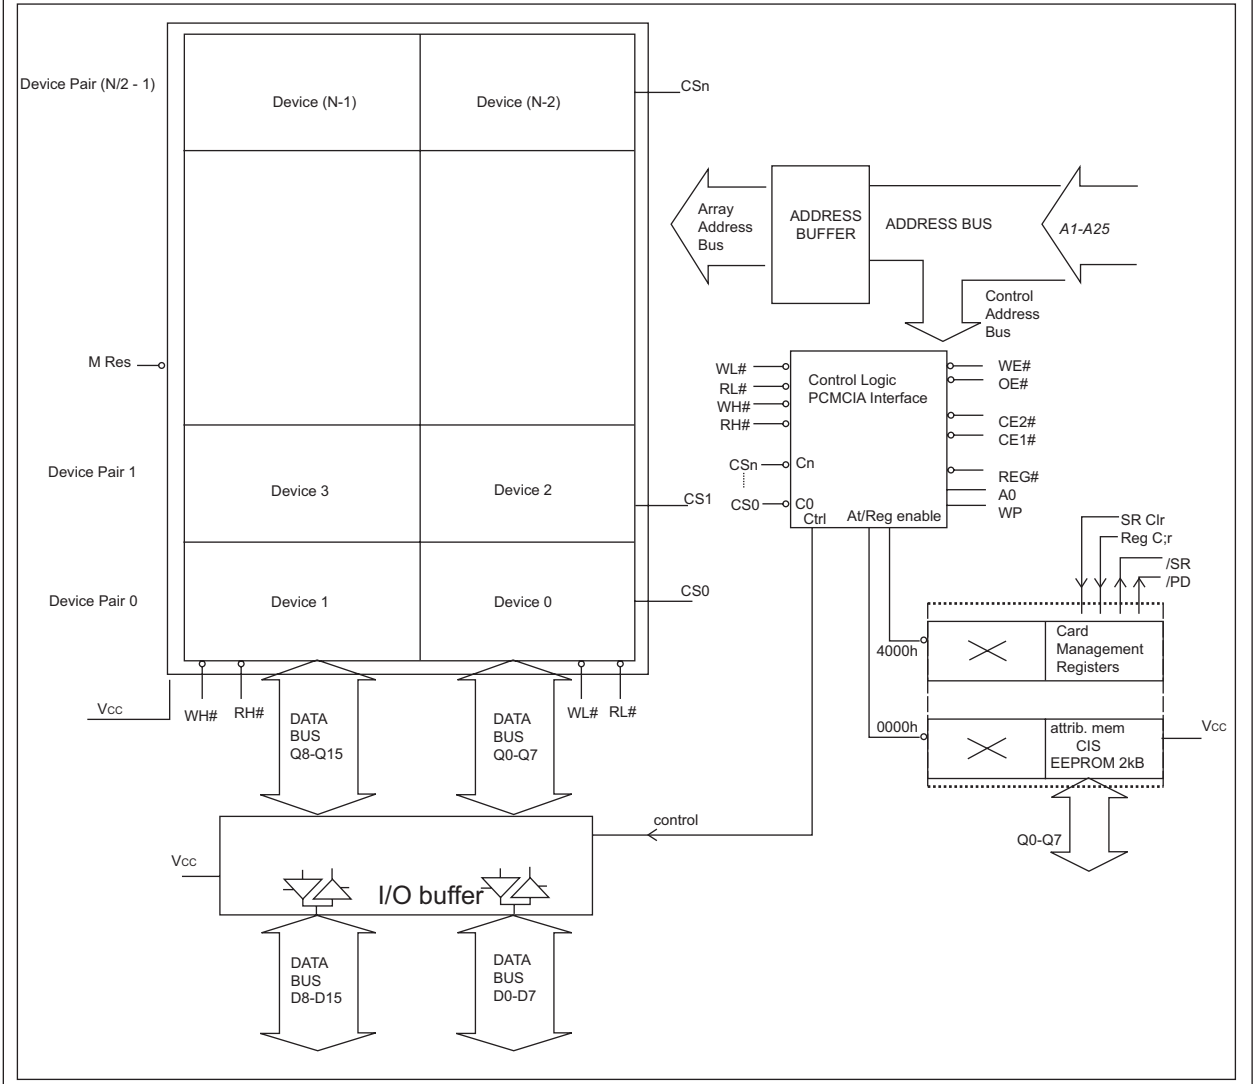 Device Pair (N/2 - 1)
Device (N-1)
Device (N-2)
CSn
Array
Address
Bus
ADDRESS
BUFFER
ADDRESS BUS
A1-A25
Control
Address
Bus
M Res
WL#
RL#
WH#
RH#
CSn
CS0
Control Logic
PCMCIA Interface
Cn
C0
Ctrl
At/Reg enable
WE#
OE#
CE2#
CE1#
REG#
A0
WP
Device Pair 1
Device 3
Device 2
CS1
Device Pair 0
Device 1
Device 0
CS0
SR Clr
Reg C;r
/SR
/PD
4000h
Card
Management
Registers
0000h
attrib. mem
CIS
EEPROM 2kB
Vcc
Q0-Q7
Vcc
WH#
RH#
DATA
BUS
Q8-Q15
DATA
BUS
Q0-Q7
WL#
RL#
control
Vcc
I/O buffer
DATA
BUS
D8-D15
DATA
BUS
D0-D7